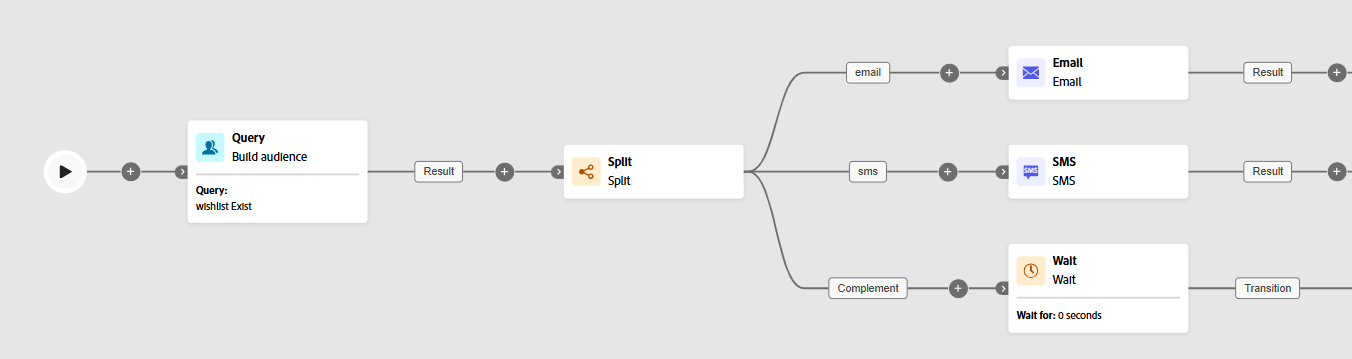 Query
Build audience
Query:
wishlist Exist
Result
Split
Split
email
Email
Email
Result
sms
SMS
SMS
SMS
Result
Complement
Wait
Wait
Wait for: 0 seconds
Transition